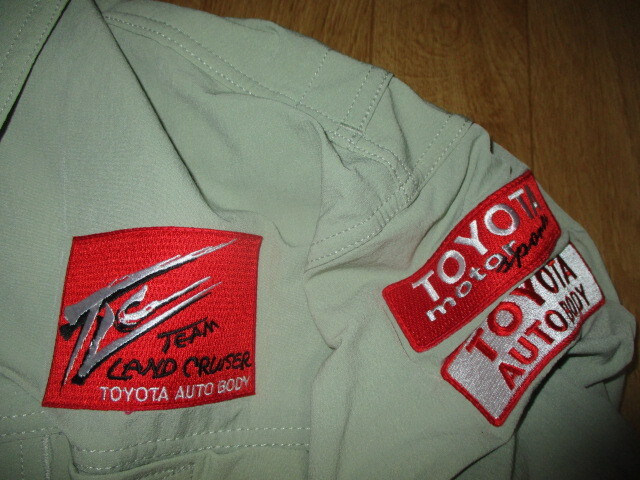 TLC
TEAM
LAND CRUISER
TOYOTA AUTO BODY
TOYOTA
motor sport
TOYOTA
AUTO BODY